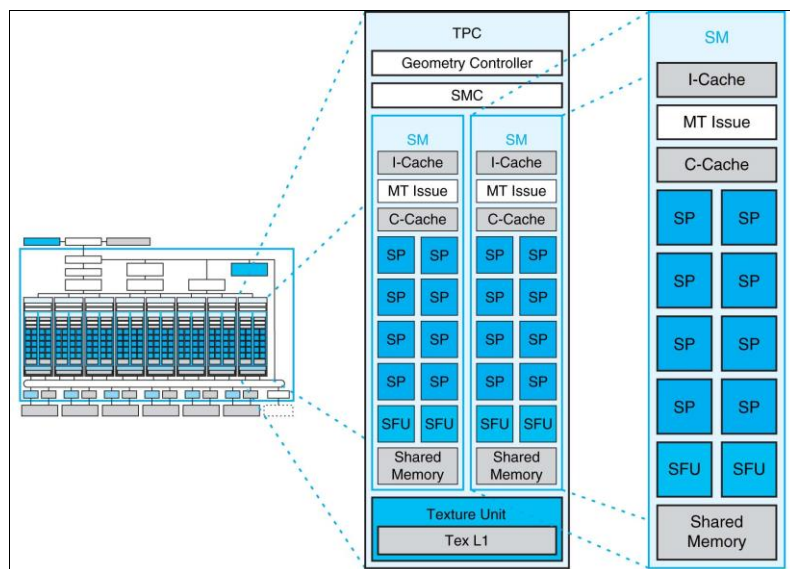 TPC
Geometry Controller
SMC
SM
I-Cache
MT Issue
C-Cache
SP SP
SP SP
SP SP
SP SP
SFU SFU
Shared
Memory
SM
I-Cache
MT Issue
C-Cache
SP SP
SP SP
SP SP
SP SP
SFU SFU
Shared
Memory
Texture Unit
Tex L1
SM
I-Cache
MT Issue
C-Cache
SP SP
SP SP
SP SP
SP SP
SFU SFU
Shared
Memory